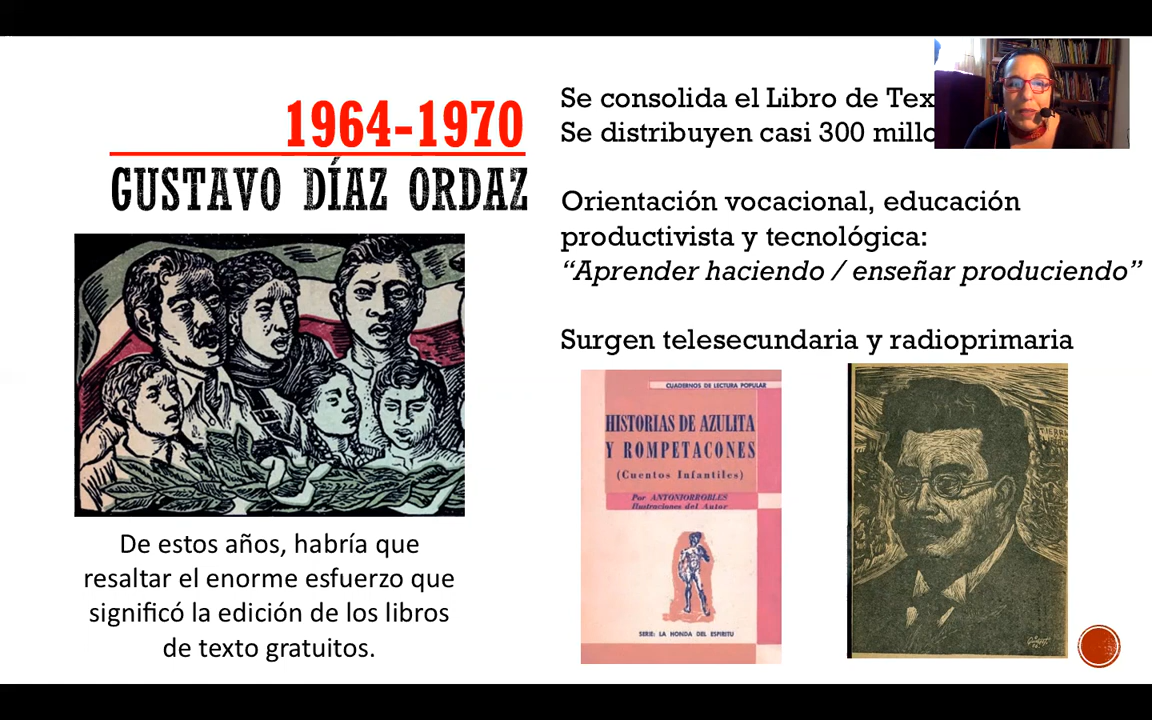 1964-1970
GUSTAVO DÍAZ ORDAZ
De estos años, habría que
resaltar el enorme esfuerzo que
significó la edición de los libros
de texto gratuitos.
Se consolida el Libro de
Se distribuyen casi 300
Orientación vocacional, educación
productivista y tecnológica:
“Aprender haciendo / enseñar produciendo”
Surgen telesecundaria y radioprimaria
CUADERNOS DE LECTURA POPULAR
HISTORIAS DE AZULITA
Y ROMPETACONES
(Cuentos Infantiles)
Por ANTONIORROBLES
Ilustraciones del Autor
SERIE: LA HONDA DEL ESPIRITU